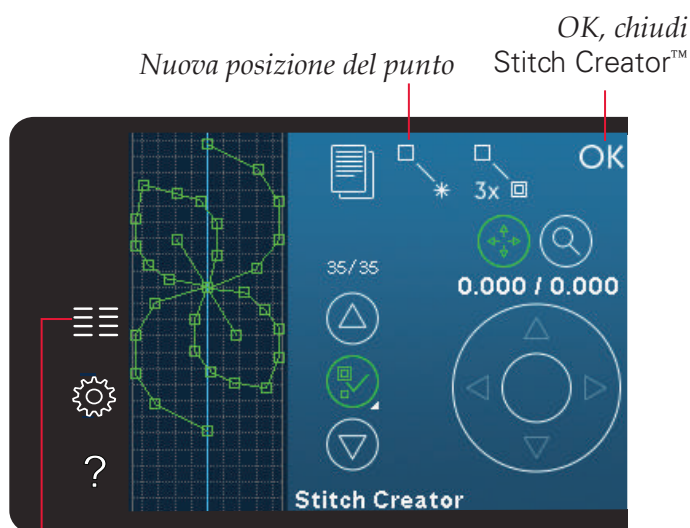 OK, chiudi
Nuova posizione del punto Stitch Creator™
OK
3x
35/35
0.000 / 0.000
?
Stitch Creator